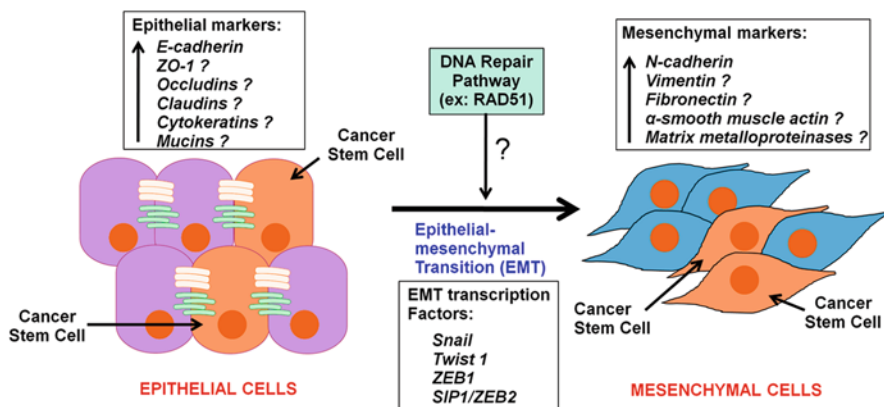 Epithelial markers:
E-cadherin
ZO-1 ?
Occludins ?
Claudins ?
Cytokeratins ?
Mucins ?
Cancer
Stem Cell
Cancer
Stem Cell
EPITHELIAL CELLS
DNA Repair
Pathway
(ex: RAD51)
?
Epithelial-
mesenchymal
Transition (EMT)
EMT transcription
Factors:
Snail
Twist 1
ZEB1
SIP1/ZEB2
Mesenchymal markers:
N-cadherin
Vimentin ?
Fibronectin ?
α-smooth muscle actin ?
Matrix metalloproteinases ?
Cancer
Stem Cell
Cancer
Stem Cell
MESENCHYMAL CELLS